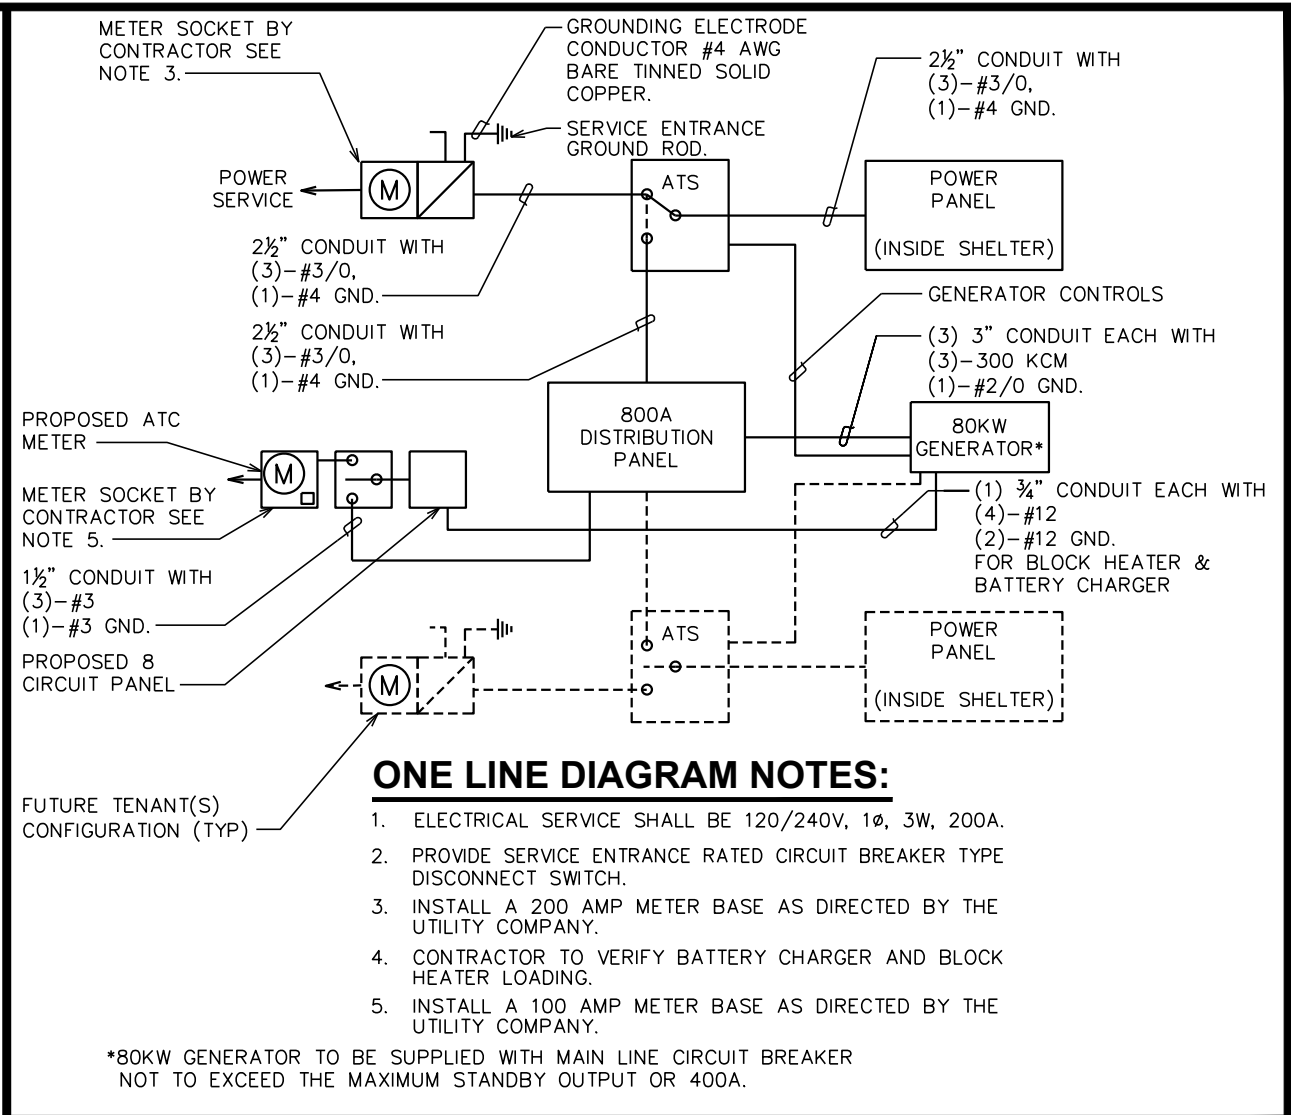 METER SOCKET BY
CONTRACTOR SEE
NOTE 3.
GROUNDING ELECTRODE
CONDUCTOR #4 AWG
BARE TINNED SOLID
COPPER.
SERVICE ENTRANCE
GROUND ROD.
2½" CONDUIT WITH
(3)-#3/0,
(1)-#4 GND.
POWER
SERVICE
M
ATS
POWER
PANEL
(INSIDE SHELTER)
2½" CONDUIT WITH
(3)-#3/0,
(1)-#4 GND.
2½" CONDUIT WITH
(3)-#3/0,
(1)-#4 GND.
GENERATOR CONTROLS
(3) 3" CONDUIT EACH WITH
(3)-300 KCM
(1)-#2/0 GND.
800A
DISTRIBUTION
PANEL
80KW
GENERATOR*
PROPOSED ATC
METER
M
METER SOCKET BY
CONTRACTOR SEE
NOTE 5.
1½" CONDUIT WITH
(3)-#3
(1)-#3 GND.
PROPOSED 8
CIRCUIT PANEL
(1) ¾" CONDUIT EACH WITH
(4)-#12
(2)-#12 GND.
FOR BLOCK HEATER &
BATTERY CHARGER
M
ATS
POWER
PANEL
(INSIDE SHELTER)
FUTURE TENANT(S)
CONFIGURATION (TYP)
ONE LINE DIAGRAM NOTES:
1. ELECTRICAL SERVICE SHALL BE 120/240V, 1ø, 3W, 200A.
2. PROVIDE SERVICE ENTRANCE RATED CIRCUIT BREAKER TYPE
DISCONNECT SWITCH.
3. INSTALL A 200 AMP METER BASE AS DIRECTED BY THE
UTILITY COMPANY.
4. CONTRACTOR TO VERIFY BATTERY CHARGER AND BLOCK
HEATER LOADING.
5. INSTALL A 100 AMP METER BASE AS DIRECTED BY THE
UTILITY COMPANY.
*80KW GENERATOR TO BE SUPPLIED WITH MAIN LINE CIRCUIT BREAKER
NOT TO EXCEED THE MAXIMUM STANDBY OUTPUT OR 400A.